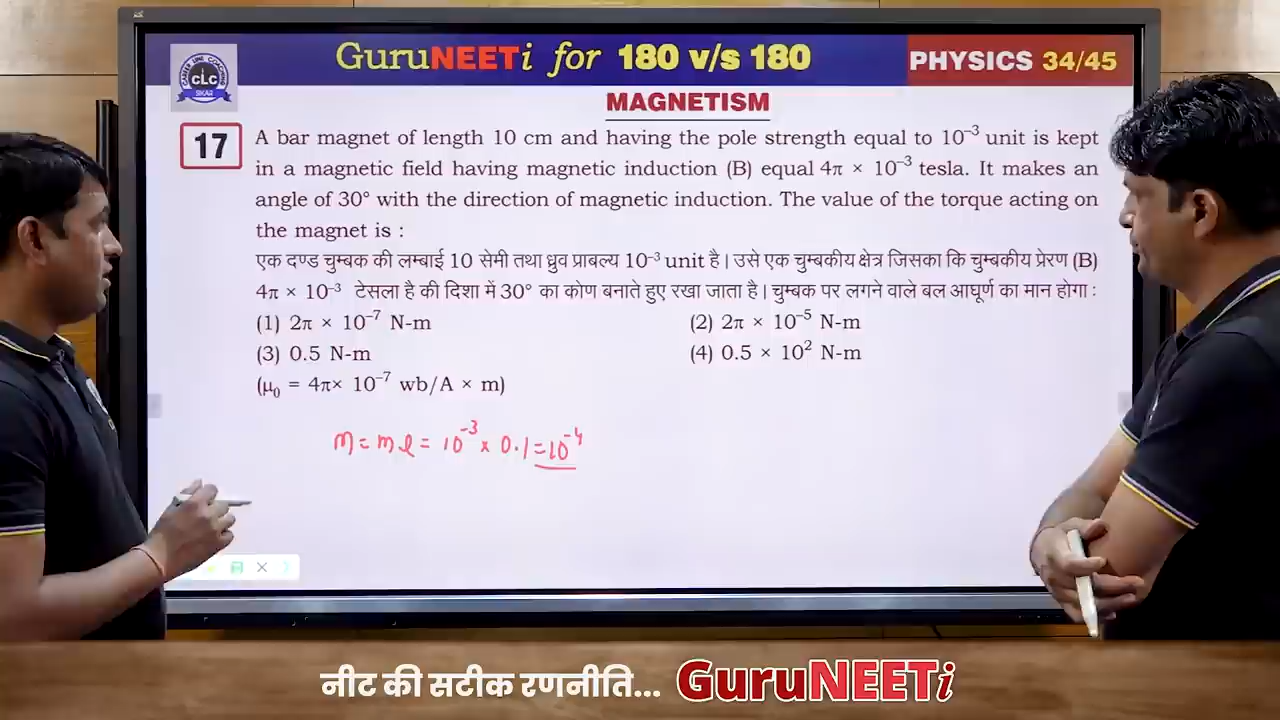 GuruNEETi for 180 v/s 180
PHYSICS 34/45
CLC
SIKAR
MAGNETISM
17
A bar magnet of length 10 cm and having the pole strength equal to 10⁻³ unit is kept
in a magnetic field having magnetic induction (B) equal 4π × 10⁻³ tesla. It makes an
angle of 30° with the direction of magnetic induction. The value of the torque acting on
the magnet is :
एक दण्ड चुम्बक की लम्बाई 10 सेमी तथा ध्रुव प्राबल्य 10⁻³ unit है। उसे एक चुम्बकीय क्षेत्र जिसका कि चुम्बकीय प्रेरण (B)
4π × 10⁻³ टेसला है की दिशा में 30° का कोण बनाते हुए रखा जाता है। चुम्बक पर लगने वाले बल आघूर्ण का मान होगा :
(1) 2π × 10⁻⁷ N-m
(2) 2π × 10⁻⁵ N-m
(3) 0.5 N-m
(4) 0.5 × 10² N-m
(μ₀ = 4π× 10⁻⁷ wb/A × m)
M = mℓ = 10⁻³ × 0.1 = 10⁻⁴
नीट की सटीक रणनीति... GuruNEETi